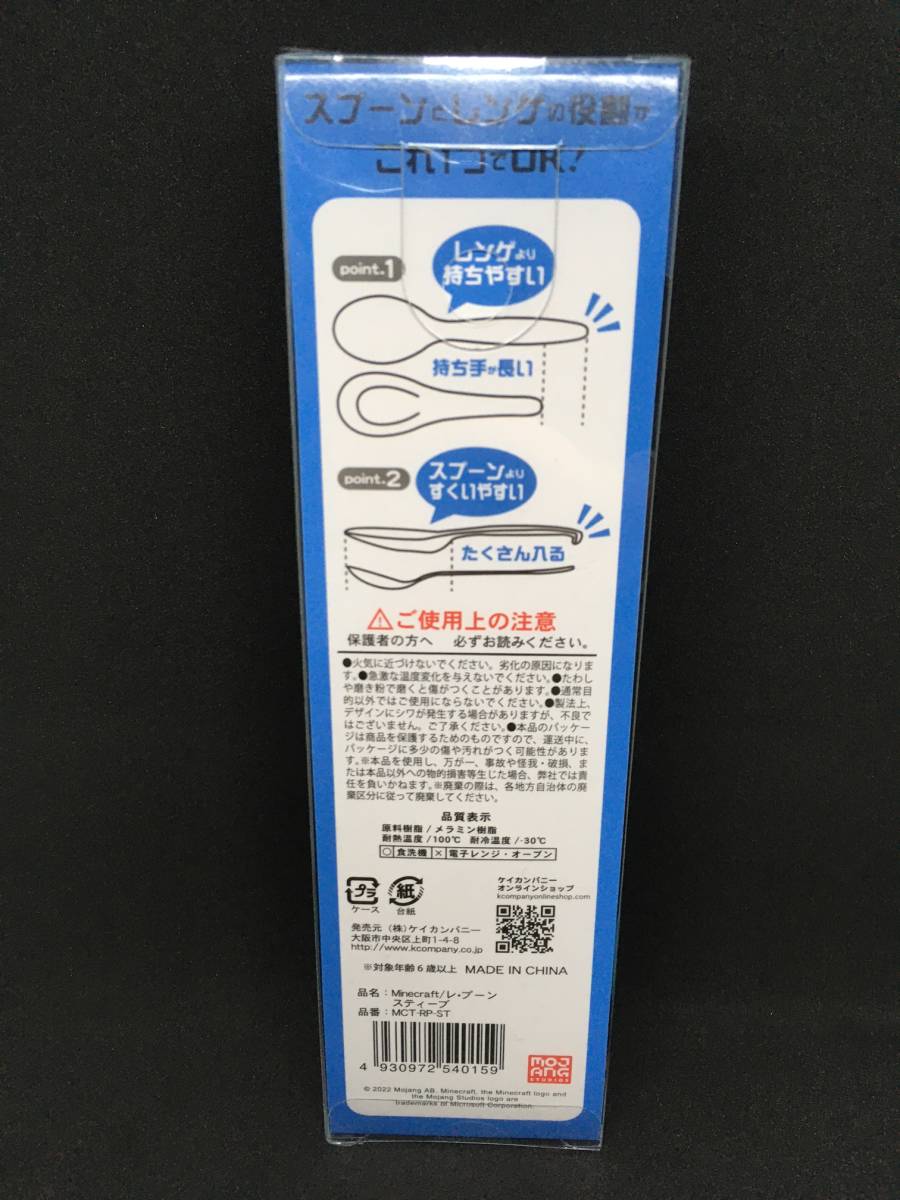 スプーンとレンゲの役割が
これ1つでOK!
point.1
レンゲより
持ちやすい
持ち手が長い
point.2
スプーンより
すくいやすい
たくさん入る
ご使用上の注意
保護者の方へ 必ずお読みください。
●火気に近づけないでください。劣化の原因になりま
す。●急激な温度変化を与えないでください。●たわし
や磨き粉で磨くと傷がつくことがあります。●通常目
的以外ではご使用にならないでください。●製法上、
デザインにシワが発生する場合がありますが、不良で
はございません。ご了承ください。●本品のパッケー
ジは商品を保護するためのものですので、運送中に、
パッケージに多少の傷や汚れがつく可能性がありま
す。※本品を使用し、万が一、事故や怪我・破損、ま
たは本品以外への物的損害等生じた場合、弊社では責
任を負いかねます。※廃棄の際は、各地方自治体の廃
棄区分に従って廃棄してください。
品質表示
原料樹脂/メラミン樹脂
耐熱温度/100℃ 耐冷温度/-30℃
○食洗機 ×電子レンジ・オーブン
プラ
ケース
紙
台紙
ケイカンパニー
オンラインショップ
kcompanyonlineshop.com
発売元 (株)ケイカンパニー
大阪市中央区上町1-4-8
http://www.kcompany.co.jp
※対象年齢6歳以上 MADE IN CHINA
品名:Minecraft/レ・プーン
スティーブ
品番:MCT-RP-ST
4 930972 540159
MOJ
ANG
STUDIOS
© 2022 Mojang AB. Minecraft, the Minecraft logo and
the Mojang Studios logo are
trademarks of Microsoft Corporation.